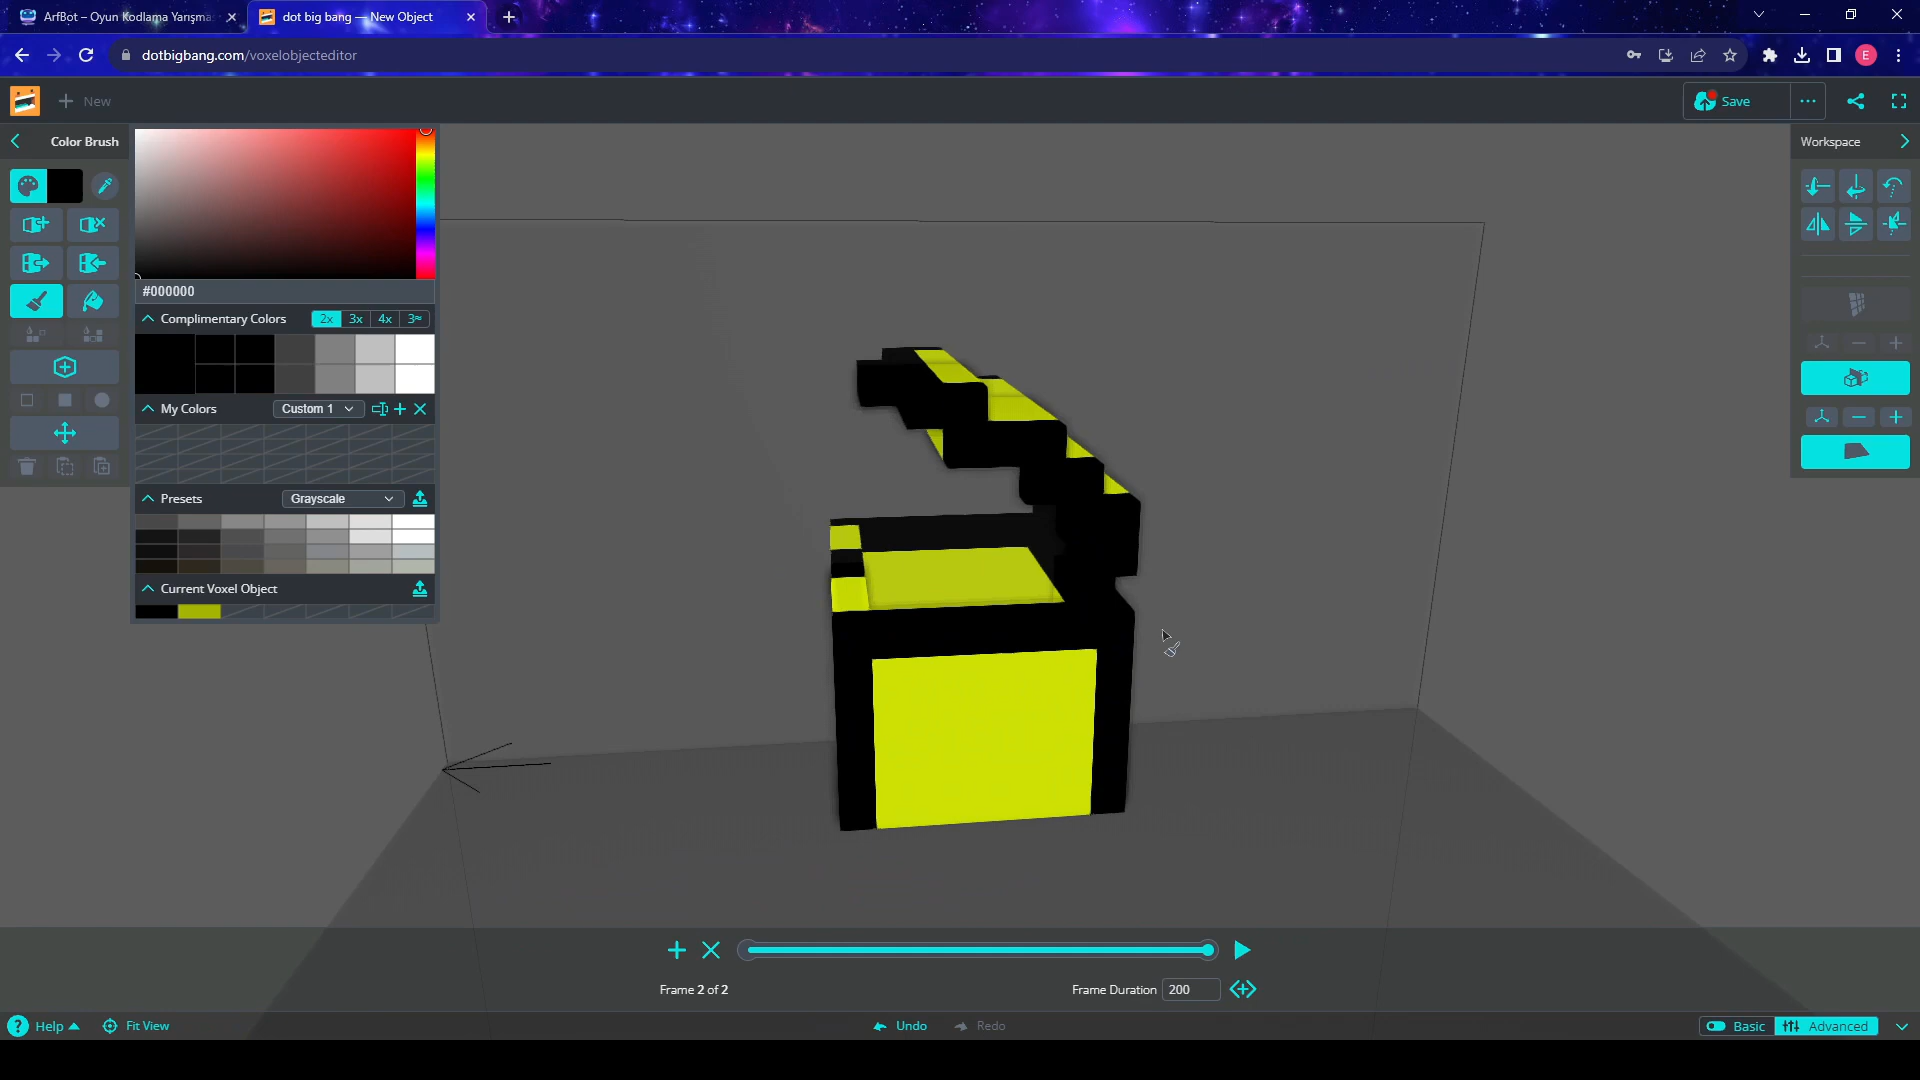 ArfBot – Oyun Kodlama Yarışma
dot big bang — New Object
dotbigbang.com/voxelobjecteditor
E
New
Save
Color Brush
Workspace
#000000
Complimentary Colors
2x
3x
4x
3≈
My Colors
Custom 1
Presets
Grayscale
Current Voxel Object
Frame 2 of 2
Frame Duration
200
? Help
Fit View
Undo
Redo
Basic
Advanced